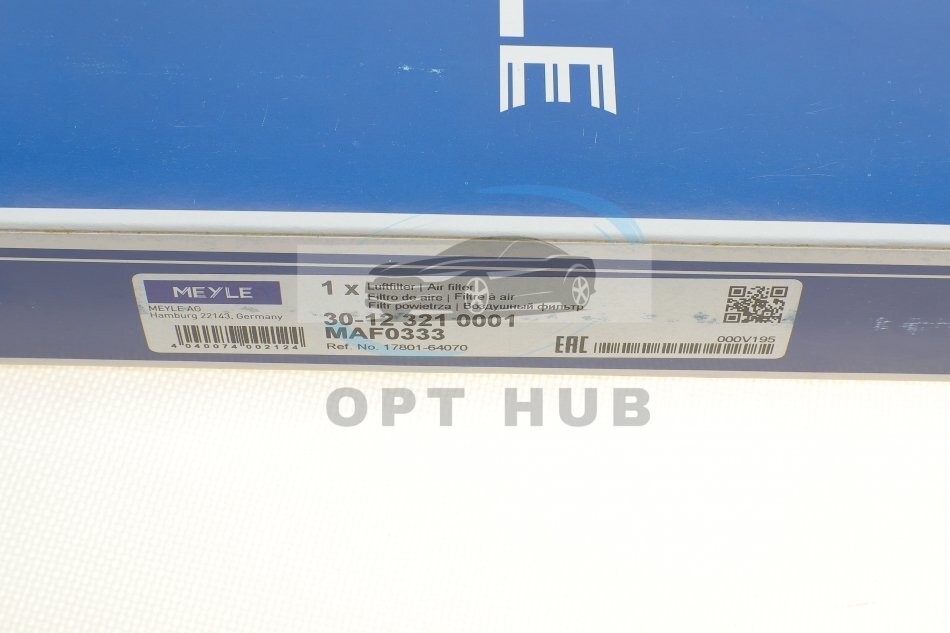 LE
MEYLE
MEYLE AG
Hamburg 22143, Germany
4 040074 002124
1 x Luftfilter | Air filter
Filtro de aire | Filtre à air
Filtr powietrza | Воздушный фильтр
30-12 321 0001
MAF0333
Ref. No. 17801-64070
EAC
000V195
OPT HUB